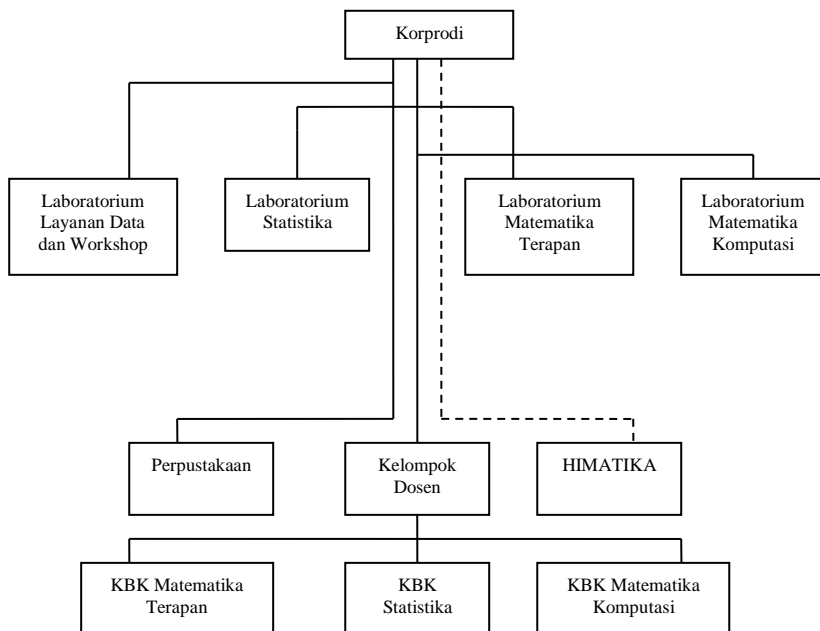 Korprodi
Laboratorium
Layanan Data
dan Workshop
Laboratorium
Statistika
Laboratorium
Matematika
Terapan
Laboratorium
Matematika
Komputasi
Perpustakaan
Kelompok
Dosen
HIMATIKA
KBK Matematika
Terapan
KBK
Statistika
KBK Matematika
Komputasi